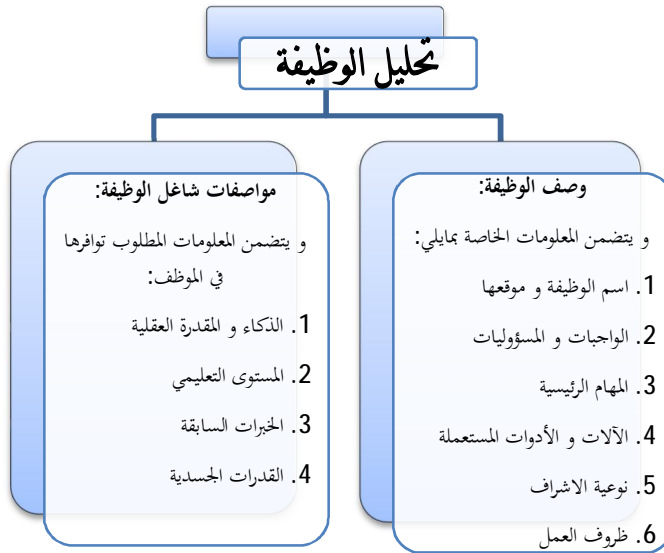 تحليل الوظيفة
وصف الوظيفة:
و يتضمن المعلومات الخاصة بمايلي:
1. اسم الوظيفة و موقعها
2. الواجبات و المسؤوليات
3. المهام الرئيسية
4. الآلات و الأدوات المستعملة
5. نوعية الاشراف
6. ظروف العمل
مواصفات شاغل الوظيفة:
و يتضمن المعلومات المطلوب توافرها
في الموظف:
1. الذكاء و المقدرة العقلية
2. المستوى التعليمي
3. الخبرات السابقة
4. القدرات الجسدية